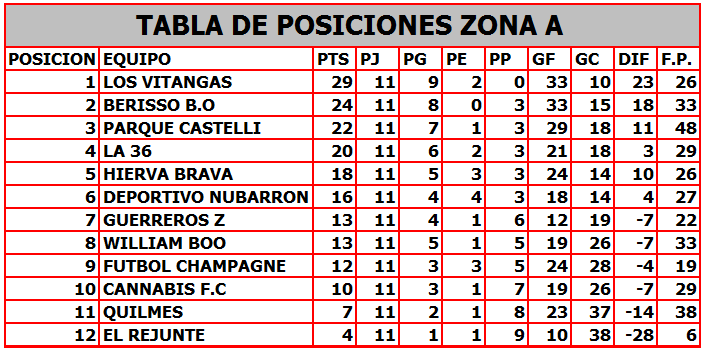 TABLA DE POSICIONES ZONA A
POSICION EQUIPO PTS PJ PG PE PP GF GC DIF F.P.
1 LOS VITANGAS 29 11 9 2 0 33 10 23 26
2 BERISSO B.O 24 11 8 0 3 33 15 18 33
3 PARQUE CASTELLI 22 11 7 1 3 29 18 11 48
4 LA 36 20 11 6 2 3 21 18 3 29
5 HIERVA BRAVA 18 11 5 3 3 24 14 10 26
6 DEPORTIVO NUBARRON 16 11 4 4 3 18 14 4 27
7 GUERREROS Z 13 11 4 1 6 12 19 -7 22
8 WILLIAM BOO 13 11 5 1 5 19 26 -7 33
9 FUTBOL CHAMPAGNE 12 11 3 3 5 24 28 -4 19
10 CANNABIS F.C 10 11 3 1 7 19 26 -7 29
11 QUILMES 7 11 2 1 8 23 37 -14 38
12 EL REJUNTE 4 11 1 1 9 10 38 -28 6